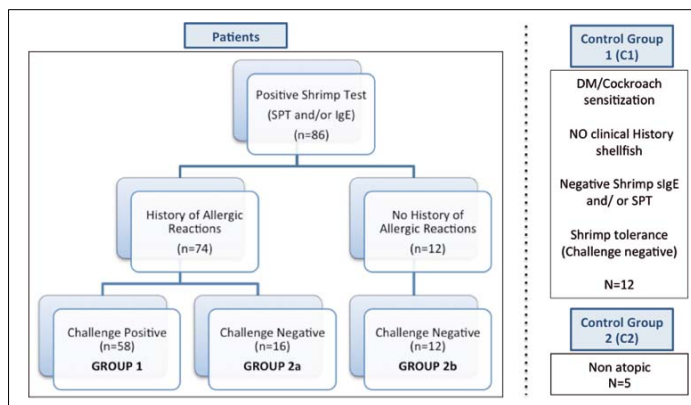 Patients
Positive Shrimp Test
(SPT and/or IgE)
(n=86)
History of Allergic
Reactions
(n=74)
No History of
Allergic Reactions
(n=12)
Challenge Positive
(n=58)
GROUP 1
Challenge Negative
(n=16)
GROUP 2a
Challenge Negative
(n=12)
GROUP 2b
Control Group
1 (C1)
DM/Cockroach
sensitization
NO clinical History
shellfish
Negative Shrimp sIgE
and/ or SPT
Shrimp tolerance
(Challenge negative)
N=12
Control Group
2 (C2)
Non atopic
N=5